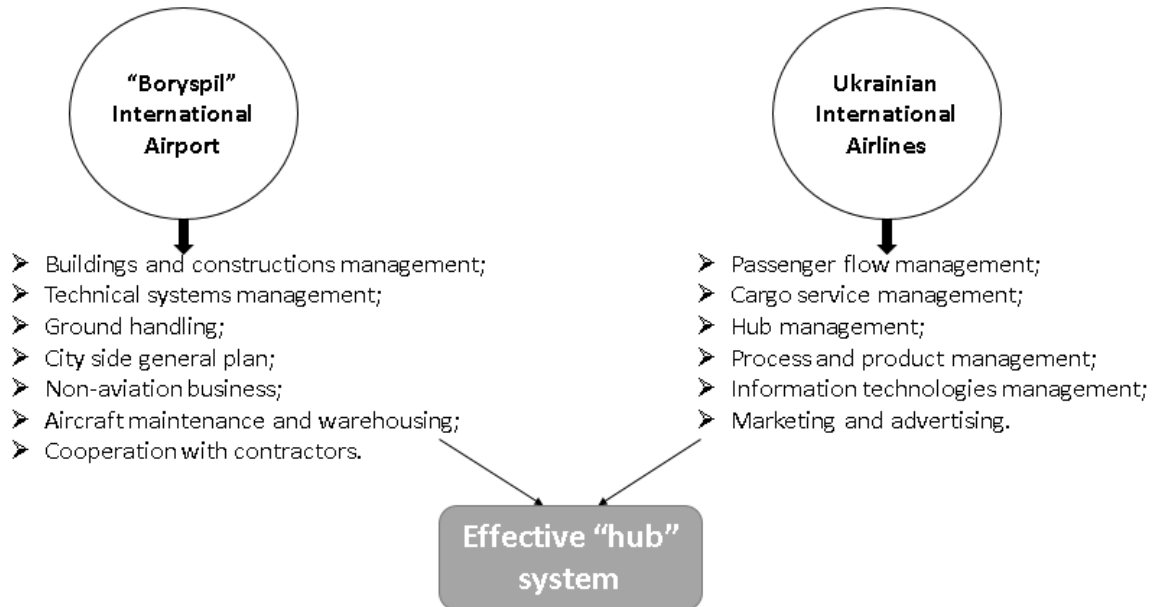 “Boryspil”
International
Airport
Ukrainian
International
Airlines
➢ Buildings and constructions management;
➢ Technical systems management;
➢ Ground handling;
➢ City side general plan;
➢ Non-aviation business;
➢ Aircraft maintenance and warehousing;
➢ Cooperation with contractors.
➢ Passenger flow management;
➢ Cargo service management;
➢ Hub management;
➢ Process and product management;
➢ Information technologies management;
➢ Marketing and advertising.
Effective “hub”
system